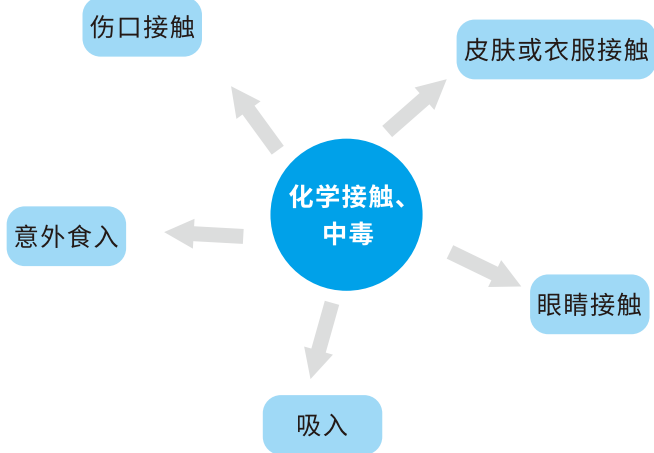 伤口接触
皮肤或衣服接触
化学接触、
中毒
意外食入
眼睛接触
吸入